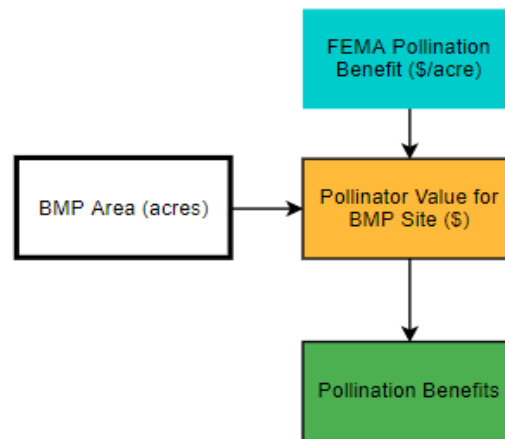 FEMA Pollination
Benefit ($/acre)
BMP Area (acres)
Pollinator Value for
BMP Site ($)
Pollination Benefits